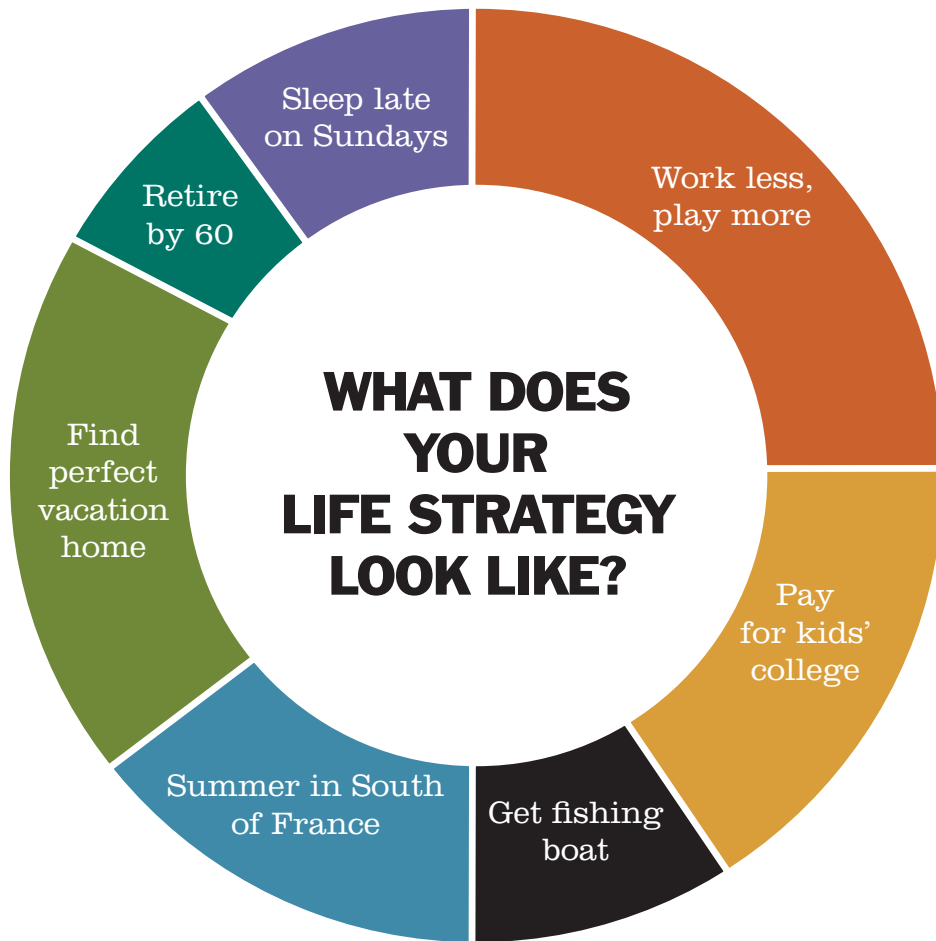 WHAT DOES
YOUR
LIFE STRATEGY
LOOK LIKE?
Work less,
play more
Pay
for kids’
college
Get fishing
boat
Summer in South
of France
Find
perfect
vacation
home
Retire
by 60
Sleep late
on Sundays